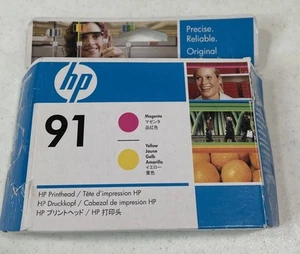 Precise.
Reliable.
Original
hp
91
Magenta
マゼンタ
品紅色
Yellow
Jaune
Gelb
Amarillo
イエロー
黄色
HP Printhead / Tête d'impression HP
HP Druckkopf / Cabezal de impresión HP
HP プリントヘッド / HP 打印头